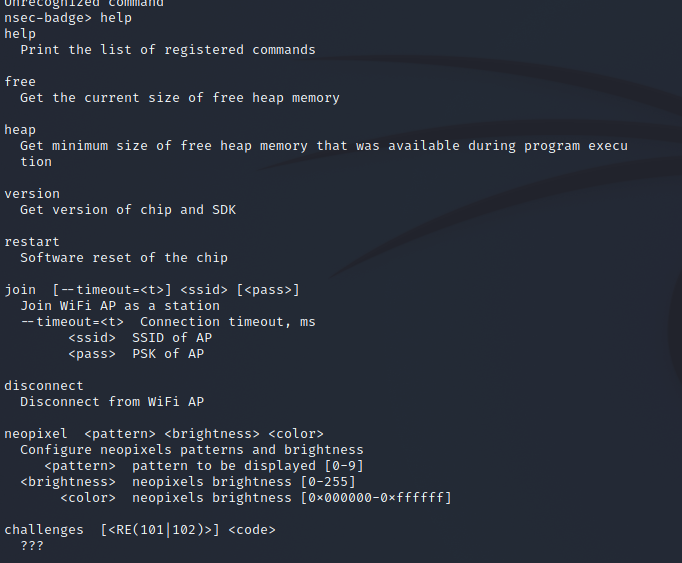 Unrecognized command
nsec-badge> help
help
  Print the list of registered commands

free
  Get the current size of free heap memory

heap
  Get minimum size of free heap memory that was available during program execu
  tion

version
  Get version of chip and SDK

restart
  Software reset of the chip

join  [--timeout=<t>] <ssid> [<pass>]
  Join WiFi AP as a station
  --timeout=<t>  Connection timeout, ms
        <ssid>  SSID of AP
        <pass>  PSK of AP

disconnect
  Disconnect from WiFi AP

neopixel  <pattern> <brightness> <color>
  Configure neopixels patterns and brightness
     <pattern>  pattern to be displayed [0-9]
  <brightness>  neopixels brightness [0-255]
       <color>  neopixels brightness [0×000000-0×ffffff]

challenges  [<RE(101|102)>] <code>
  ???